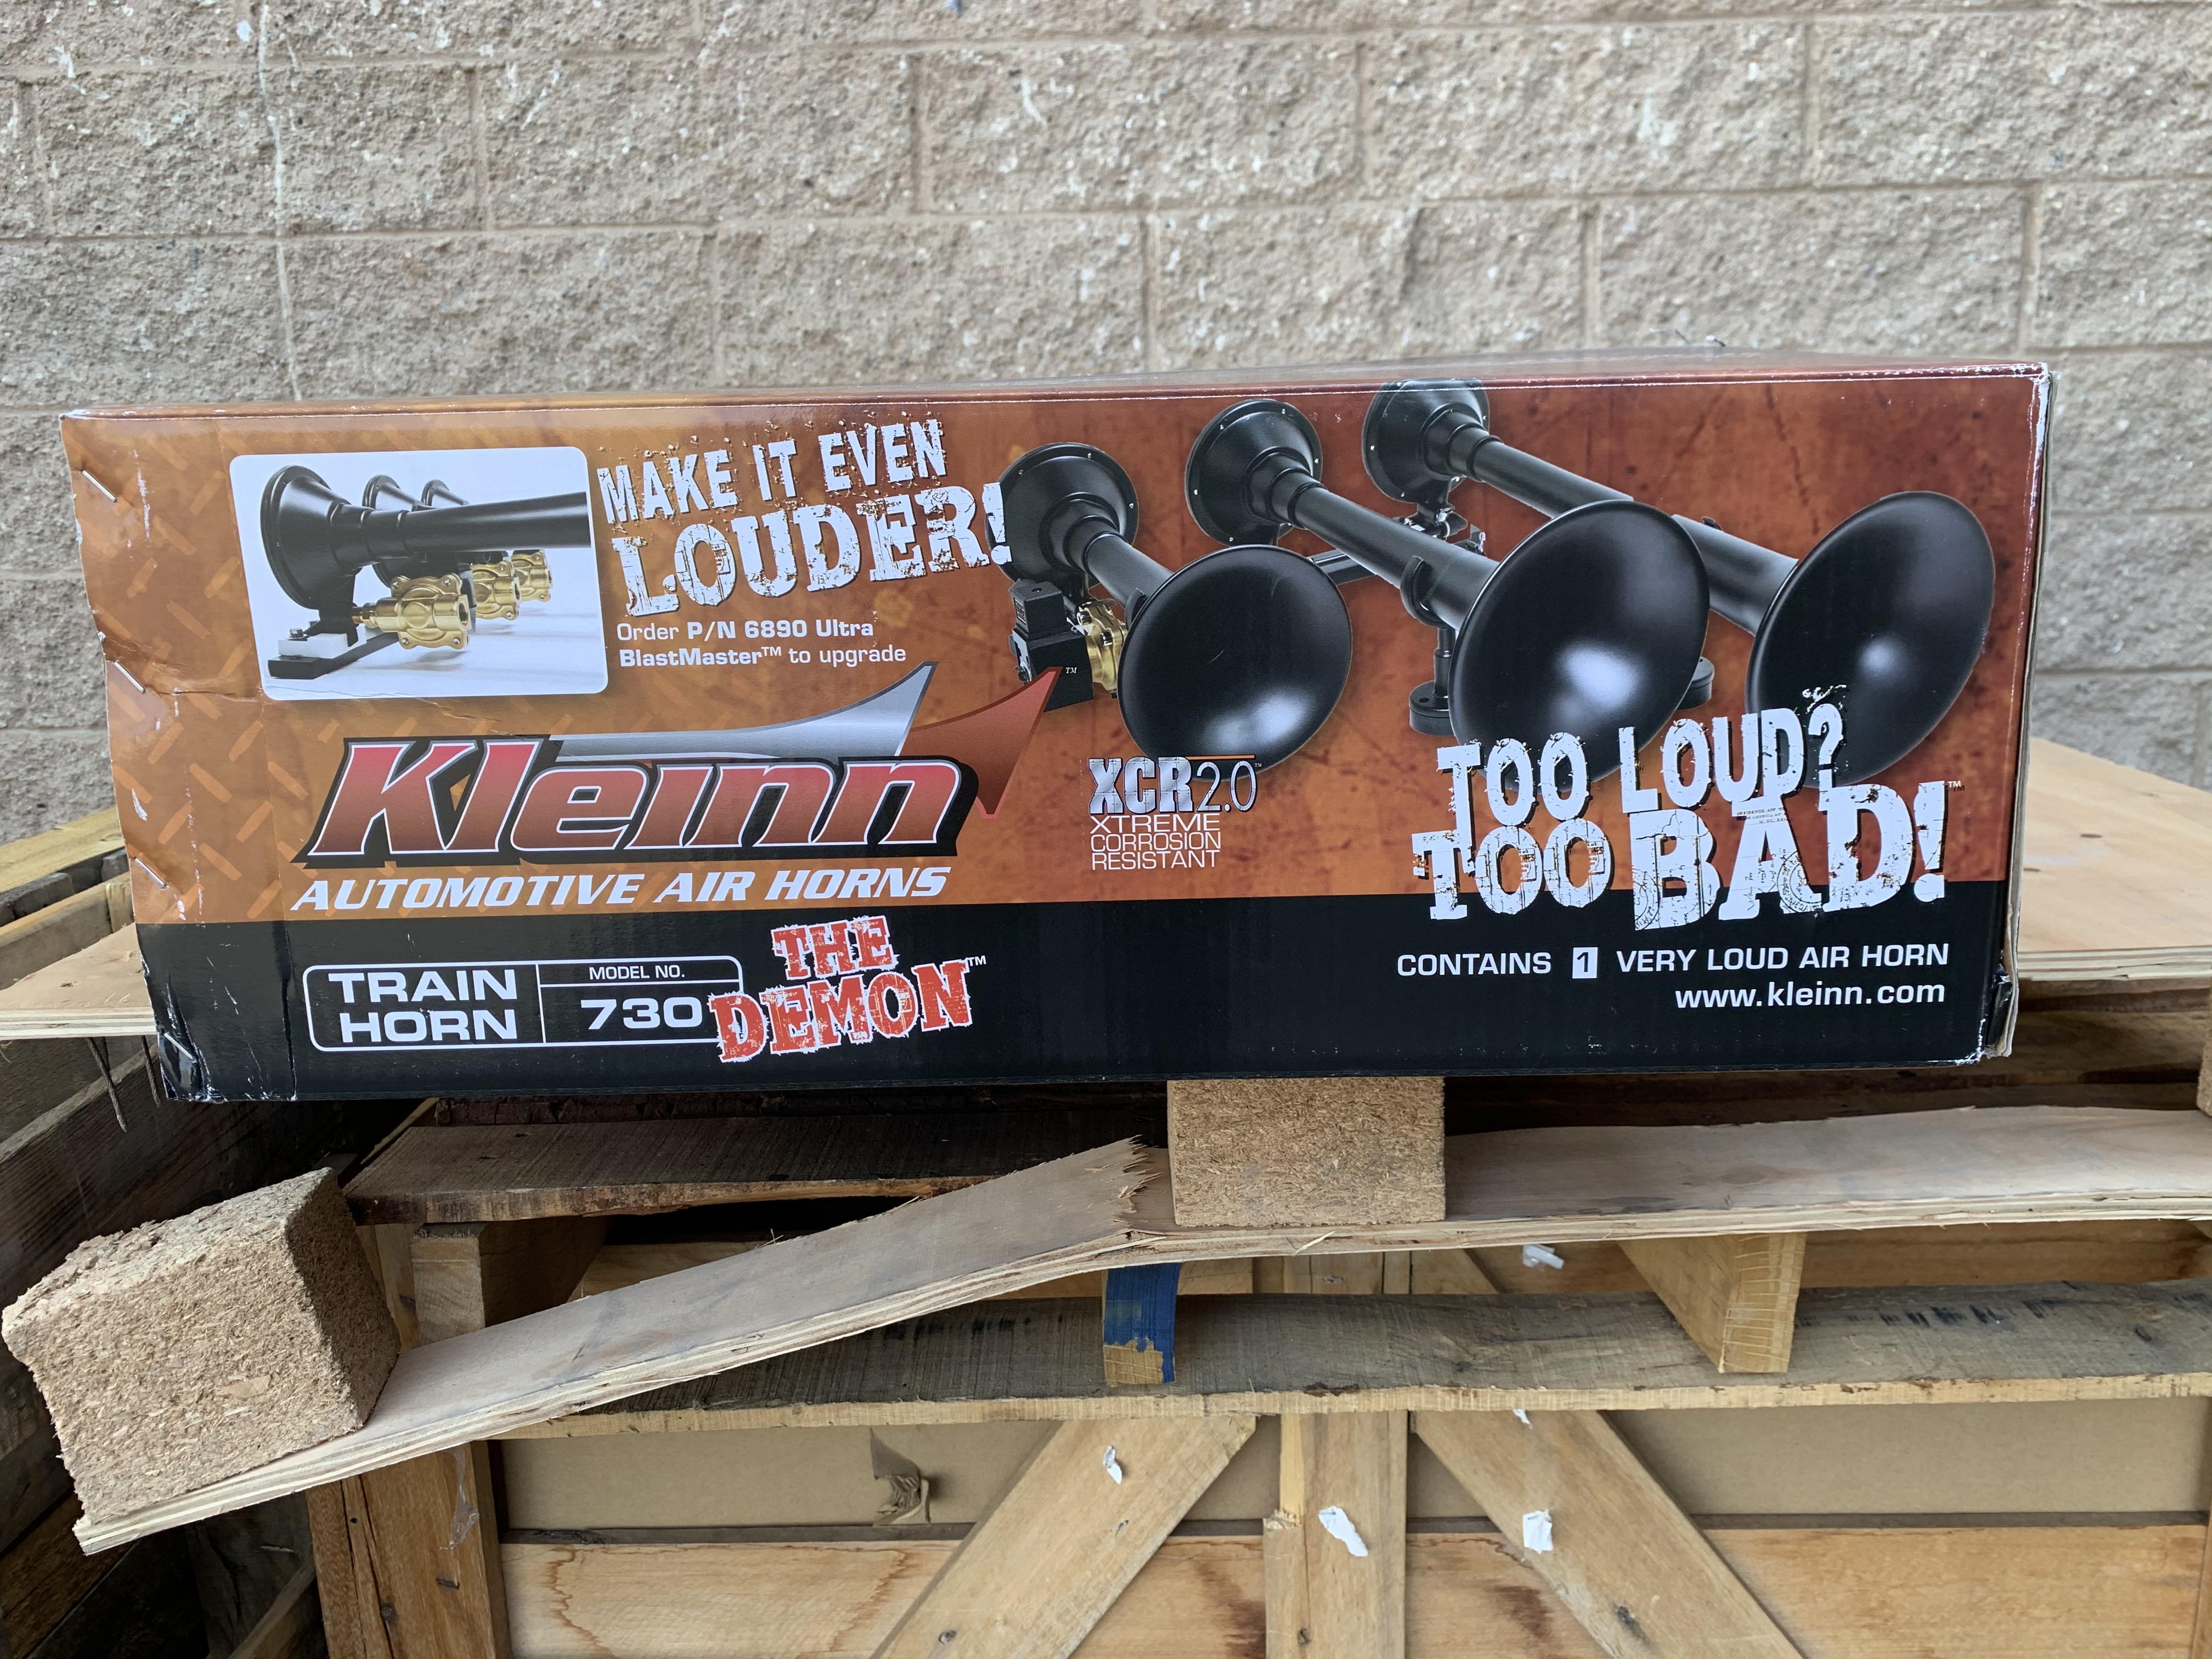 MAKE IT EVEN
LOUDER!
Order P/N 6890 Ultra
BlastMaster™ to upgrade
™
Kleinn
AUTOMOTIVE AIR HORNS
XCR2.0™
XTREME
CORROSION
RESISTANT
TOO LOUD?
TOO BAD!™
TRAIN
HORN
MODEL NO.
730
THE
DEMON™
CONTAINS 1 VERY LOUD AIR HORN
www.kleinn.com